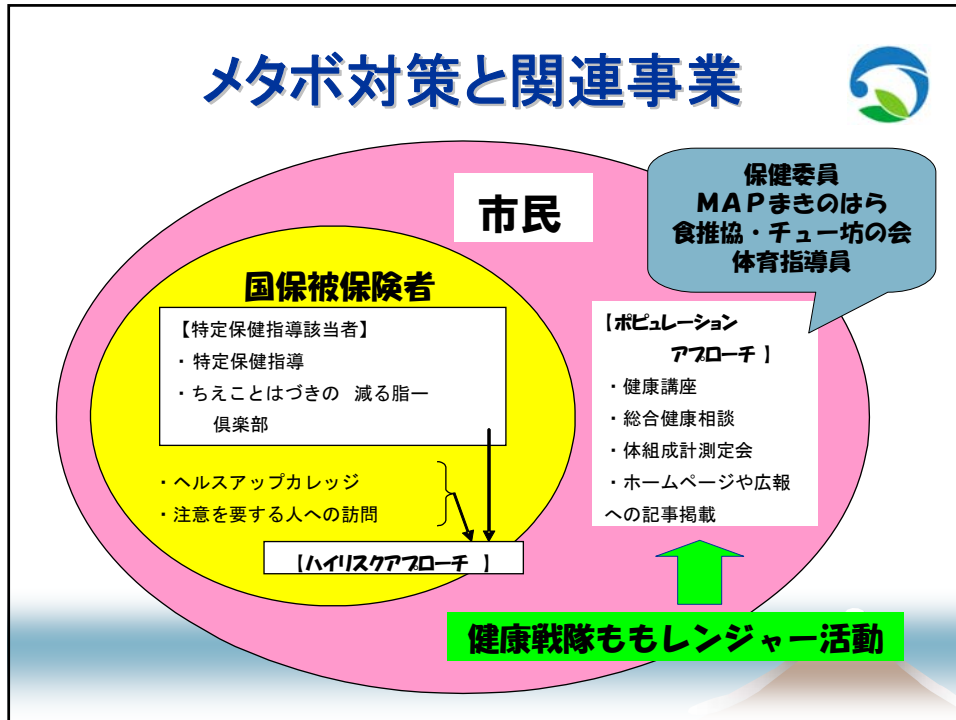 メタボ対策と関連事業
保健委員
MAPまきのはら
食推協・チュー坊の会
体育指導員
市民
国保被保険者
【特定保健指導該当者】
・特定保健指導
・ちえことはづきの 減る脂一
倶楽部
・ヘルスアップカレッジ
・注意を要する人への訪問
【ハイリスクアプローチ 】
【ポピュレーション
アプローチ 】
・健康講座
・総合健康相談
・体組成計測定会
・ホームページや広報
への記事掲載
健康戦隊ももレンジャー活動